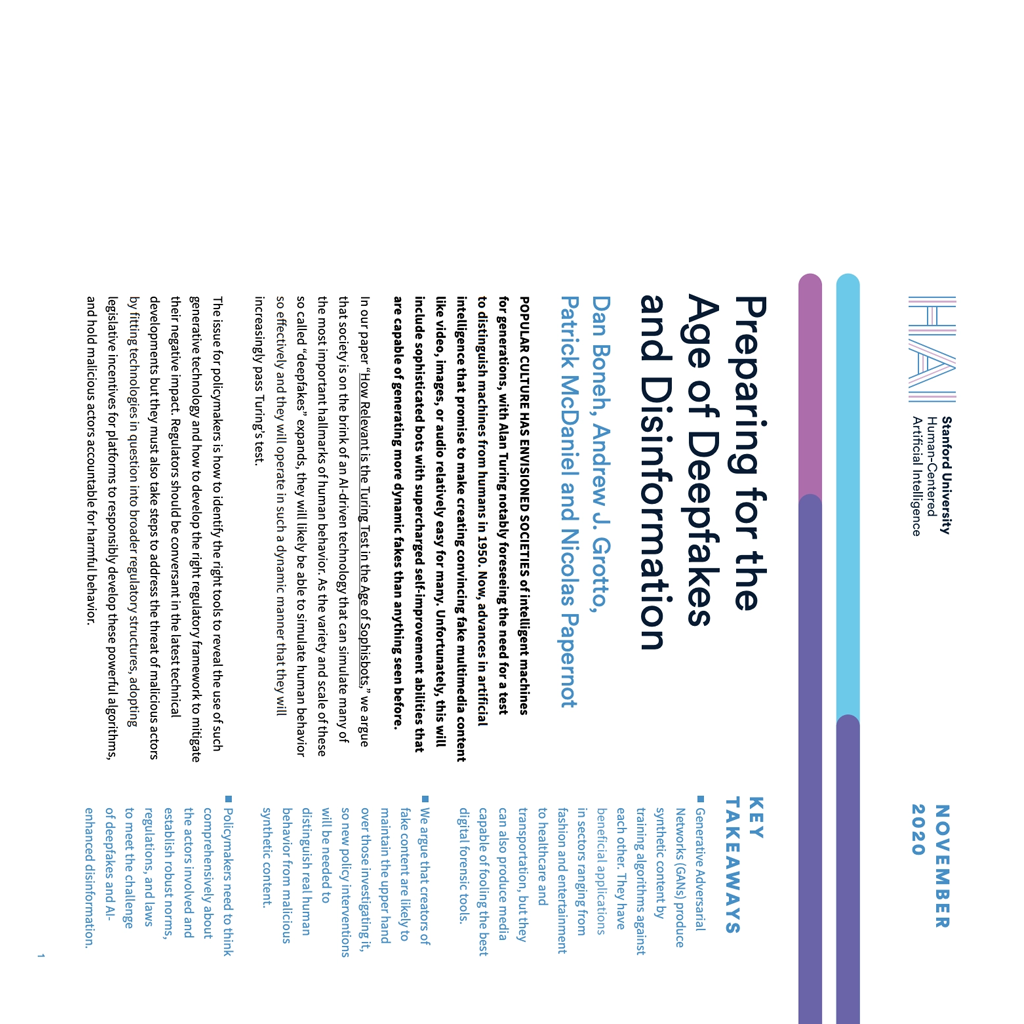 HAI
Stanford University
Human-Centered
Artificial Intelligence
NOVEMBER
2020
Preparing for the
Age of Deepfakes
and Disinformation
Dan Boneh, Andrew J. Grotto,
Patrick McDaniel and Nicolas Papernot
POPULAR CULTURE HAS ENVISIONED SOCIETIES of intelligent machines
for generations, with Alan Turing notably foreseeing the need for a test
to distinguish machines from humans in 1950. Now, advances in artificial
intelligence that promise to make creating convincing fake multimedia content
like video, images, or audio relatively easy for many. Unfortunately, this will
include sophisticated bots with supercharged self-improvement abilities that
are capable of generating more dynamic fakes than anything seen before.
In our paper “How Relevant is the Turing Test in the Age of Sophisbots,” we argue
that society is on the brink of an AI-driven technology that can simulate many of
the most important hallmarks of human behavior. As the variety and scale of these
so called “deepfakes” expands, they will likely be able to simulate human behavior
so effectively and they will operate in such a dynamic manner that they will
increasingly pass Turing’s test.
The issue for policymakers is how to identify the right tools to reveal the use of such
generative technology and how to develop the right regulatory framework to mitigate
their negative impact. Regulators should be conversant in the latest technical
developments but they must also take steps to address the threat of malicious actors
by fitting technologies in question into broader regulatory structures, adopting
legislative incentives for platforms to responsibly develop these powerful algorithms,
and hold malicious actors accountable for harmful behavior.
KEY
TAKEAWAYS
■ Generative Adversarial
Networks (GANs) produce
synthetic content by
training algorithms against
each other. They have
beneficial applications
in sectors ranging from
fashion and entertainment
to healthcare and
transportation, but they
can also produce media
capable of fooling the best
digital forensic tools.
■ We argue that creators of
fake content are likely to
maintain the upper hand
over those investigating it,
so new policy interventions
will be needed to
distinguish real human
behavior from malicious
synthetic content.
■ Policymakers need to think
comprehensively about
the actors involved and
establish robust norms,
regulations, and laws
to meet the challenge
of deepfakes and AI-
enhanced disinformation.
1